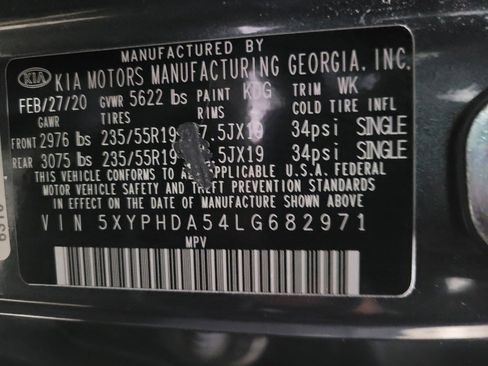 MANUFACTURED BY
KIA KIA MOTORS MANUFACTURING GEORGIA, INC.
FEB/27/20 GVWR 5622 lbs PAINT KDG TRIM WK
GAWR TIRES RIMS COLD TIRE INFL
FRONT 2976 lbs 235/55R19 7.5JX19 34psi SINGLE
REAR 3075 lbs 235/55R19 .5JX19 34psi SINGLE
THIS VEHICLE CONFORMS TO ALL APPLICABLE U.S.A. FEDERAL
MOTOR VEHICLE SAFETY AND THEFT PREVENTION STANDARDS
IN EFFECT ON THE DATE OF MANUFACTURE SHOWN ABOVE
VIN 5XYPHDA54LG682971
MPV